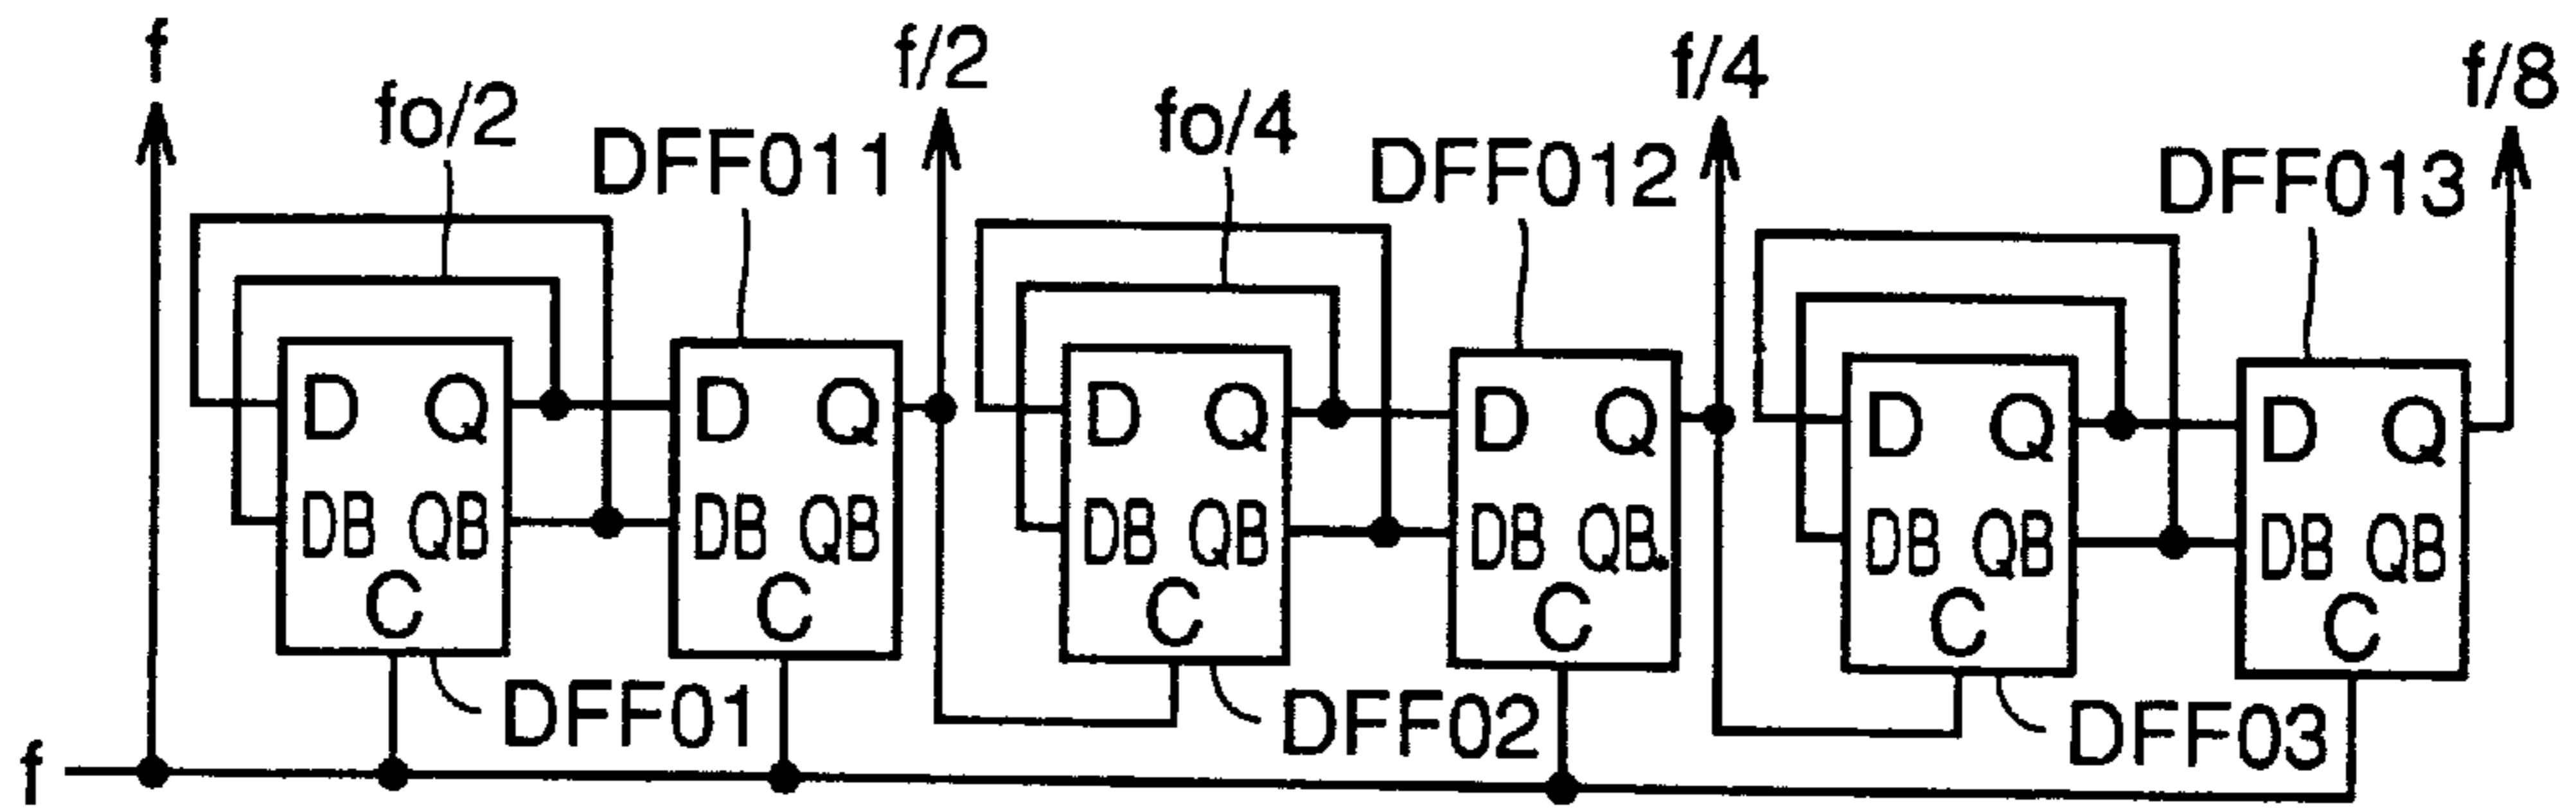 f
f/2
f/4
f/8
fo/2
DFF011
fo/4
DFF012
DFF013
D Q
DB QB
C
D Q
DB QB
C
D Q
DB QB
C
D Q
DB QB.
C
D Q
DB QB
C
D Q
DB QB
C
DFF01
DFF02
DFF03
f